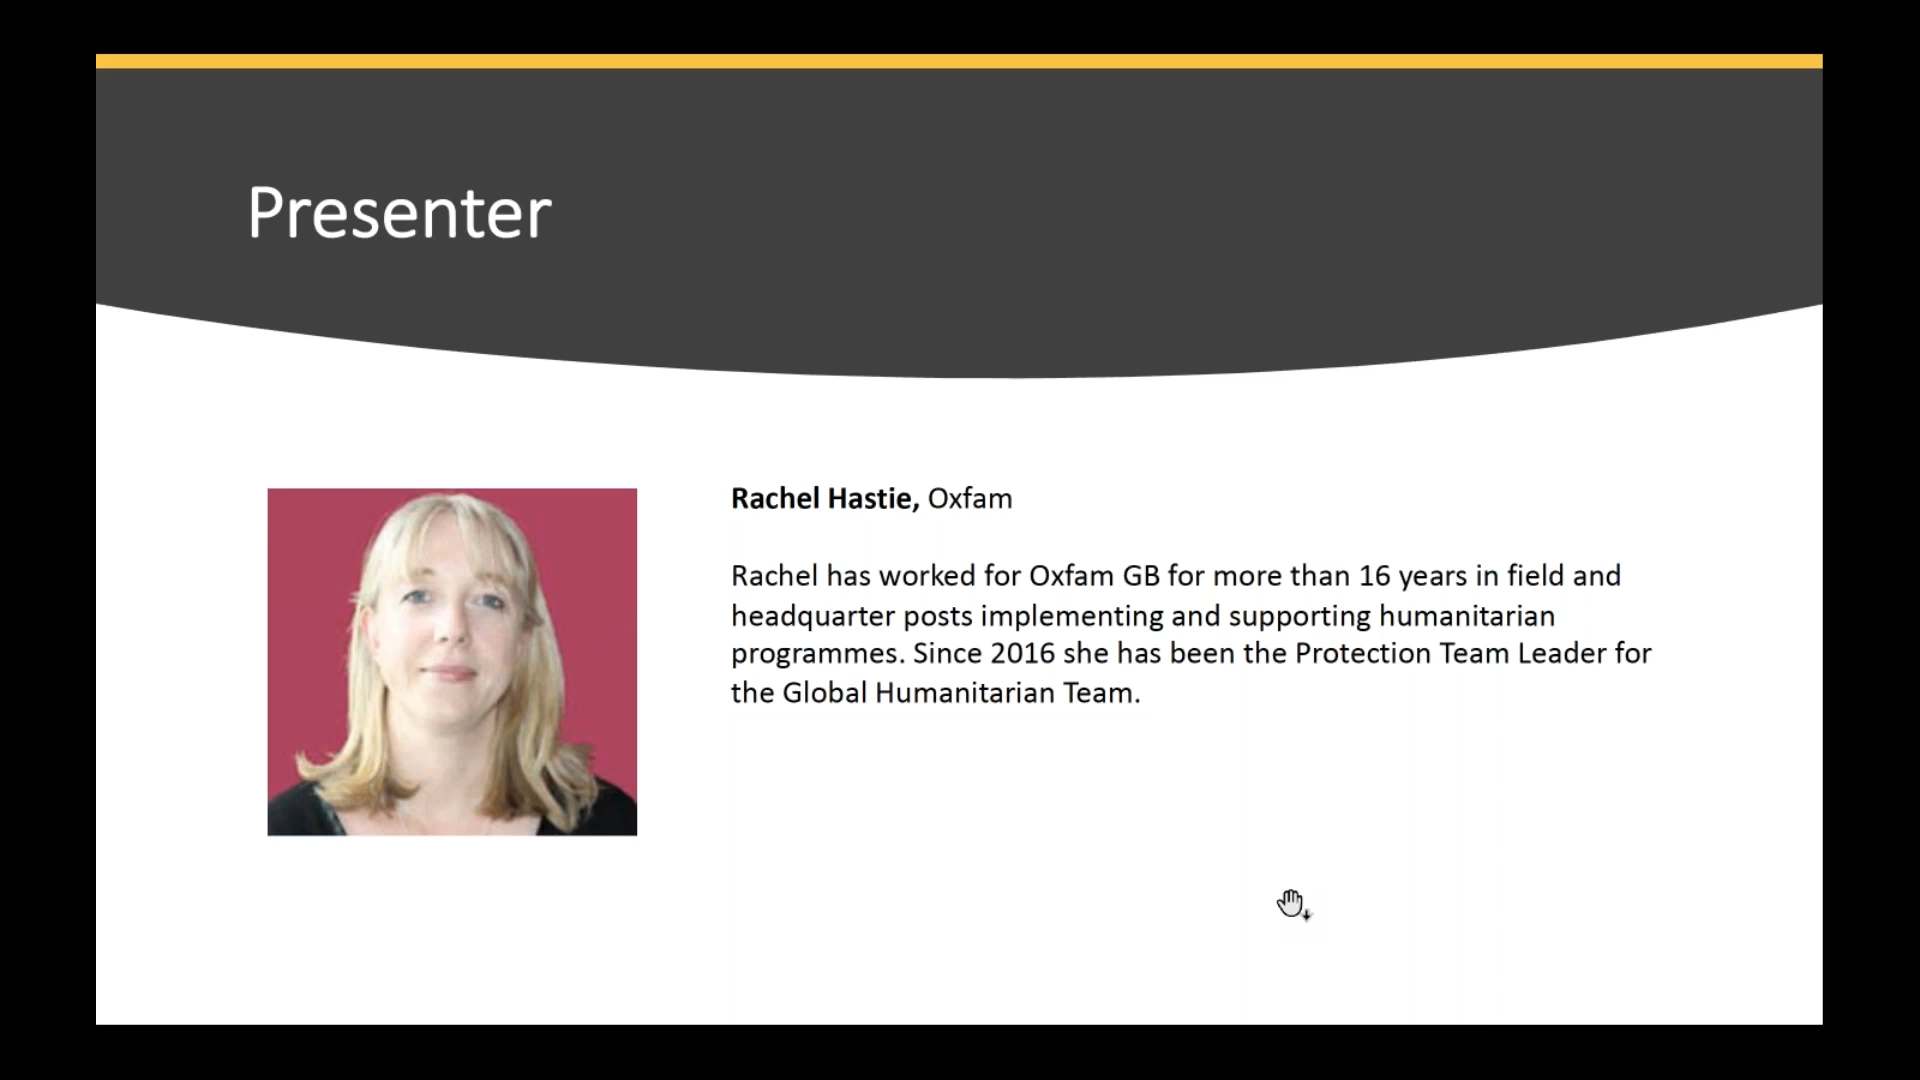 Presenter
Rachel Hastie, Oxfam
Rachel has worked for Oxfam GB for more than 16 years in field and
headquarter posts implementing and supporting humanitarian
programmes. Since 2016 she has been the Protection Team Leader for
the Global Humanitarian Team.